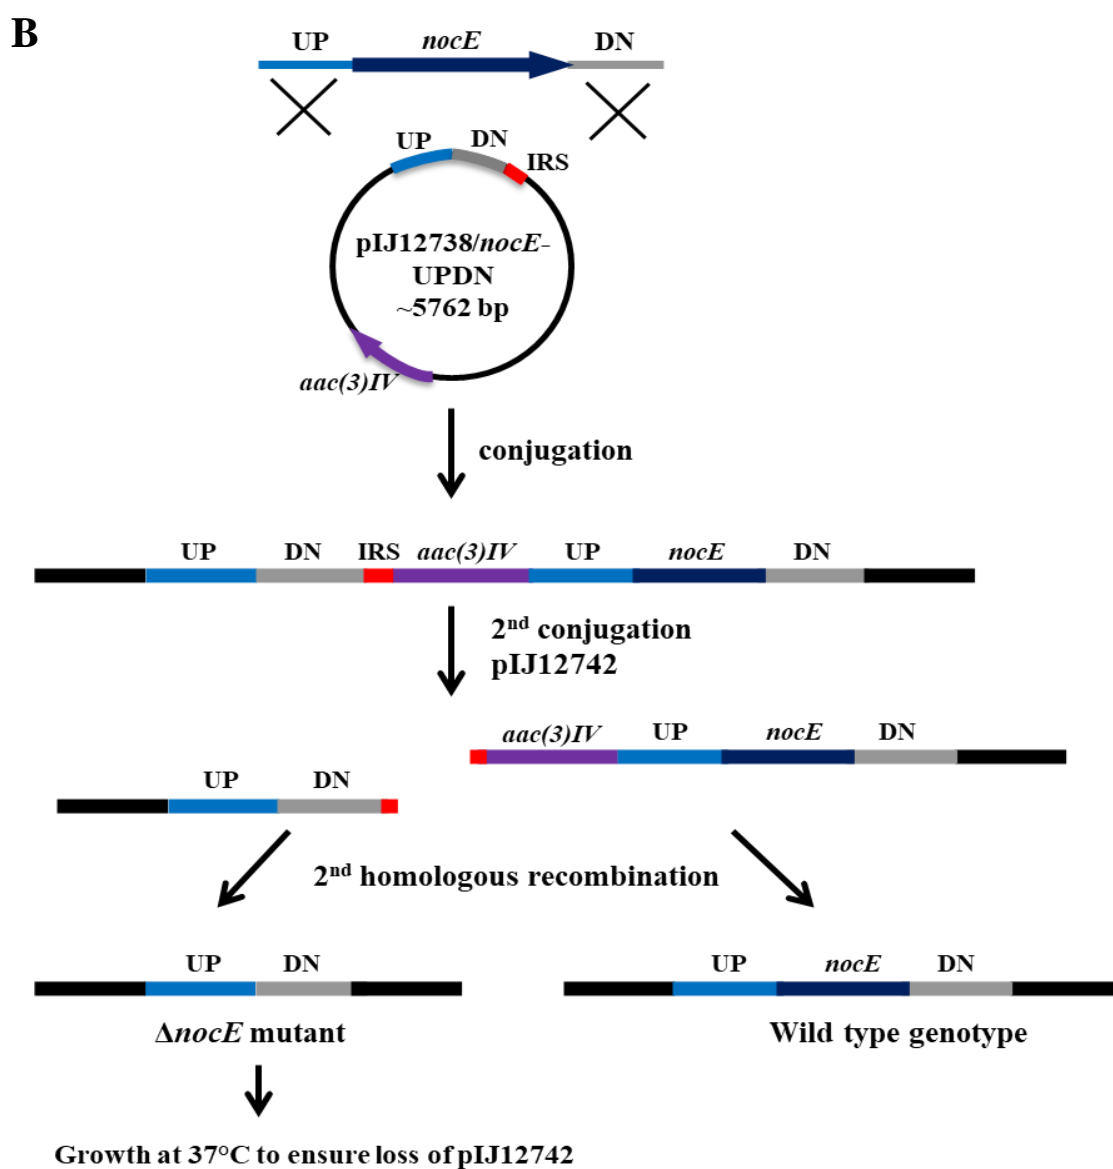 B
UP nocE DN
UP DN IRS
pIJ12738/nocE-
UPDN
~5762 bp
aac(3)IV
conjugation
UP DN IRS aac(3)IV UP nocE DN
2nd conjugation
pIJ12742
aac(3)IV UP nocE DN
UP DN
2nd homologous recombination
UP DN
UP nocE DN
ΔnocE mutant
Wild type genotype
Growth at 37°C to ensure loss of pIJ12742